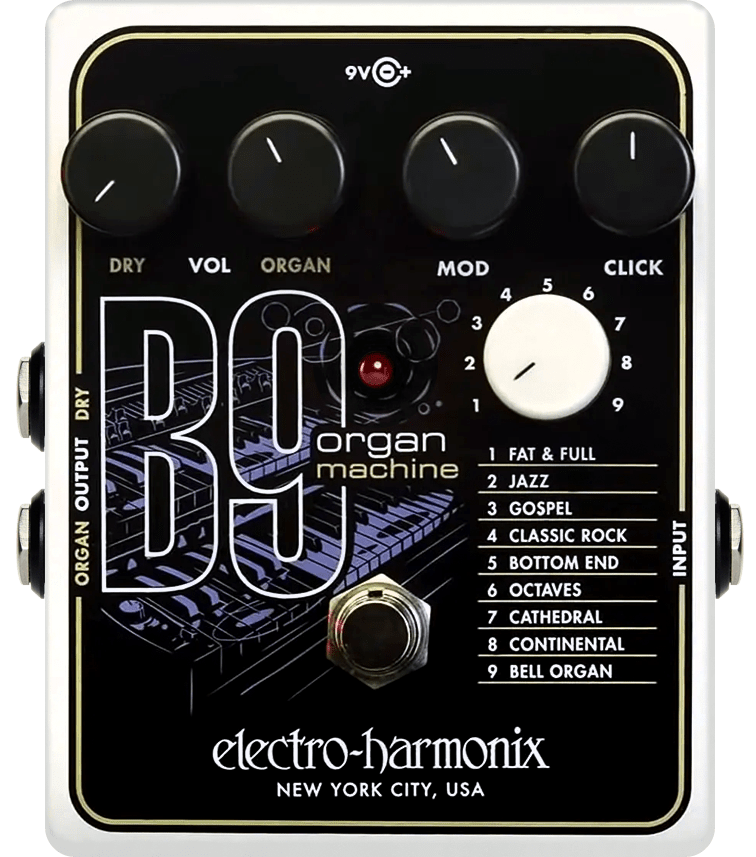 9V +
DRY VOL ORGAN MOD CLICK
1 2 3 4 5 6 7 8 9
B9
organ
machine
DRY
OUTPUT
ORGAN
INPUT
1 FAT & FULL
2 JAZZ
3 GOSPEL
4 CLASSIC ROCK
5 BOTTOM END
6 OCTAVES
7 CATHEDRAL
8 CONTINENTAL
9 BELL ORGAN
electro-harmonix
NEW YORK CITY, USA